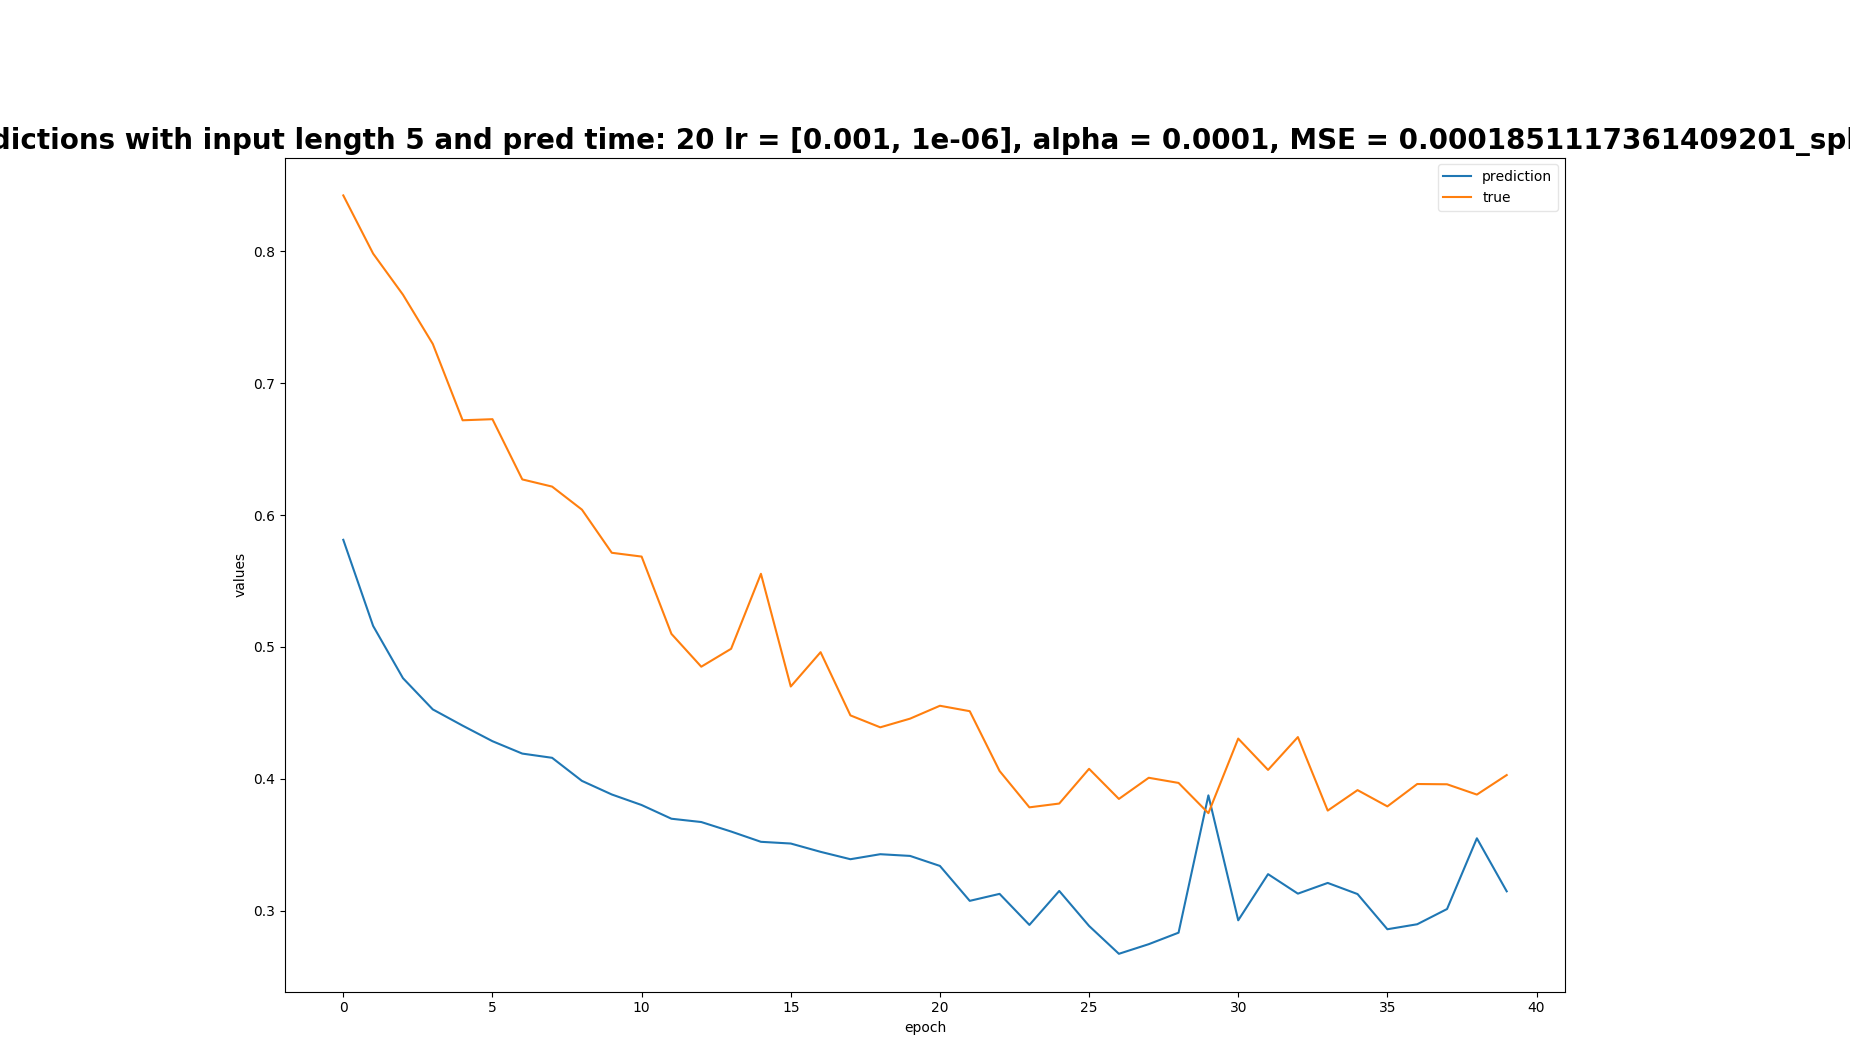 dictions with input length 5 and pred time: 20 lr = [0.001, 1e-06], alpha = 0.0001, MSE = 0.0001851117361409201_spl
prediction
true
0.8
0.7
0.6
0.5
0.4
0.3
values
0 5 10 15 20 25 30 35 40
epoch